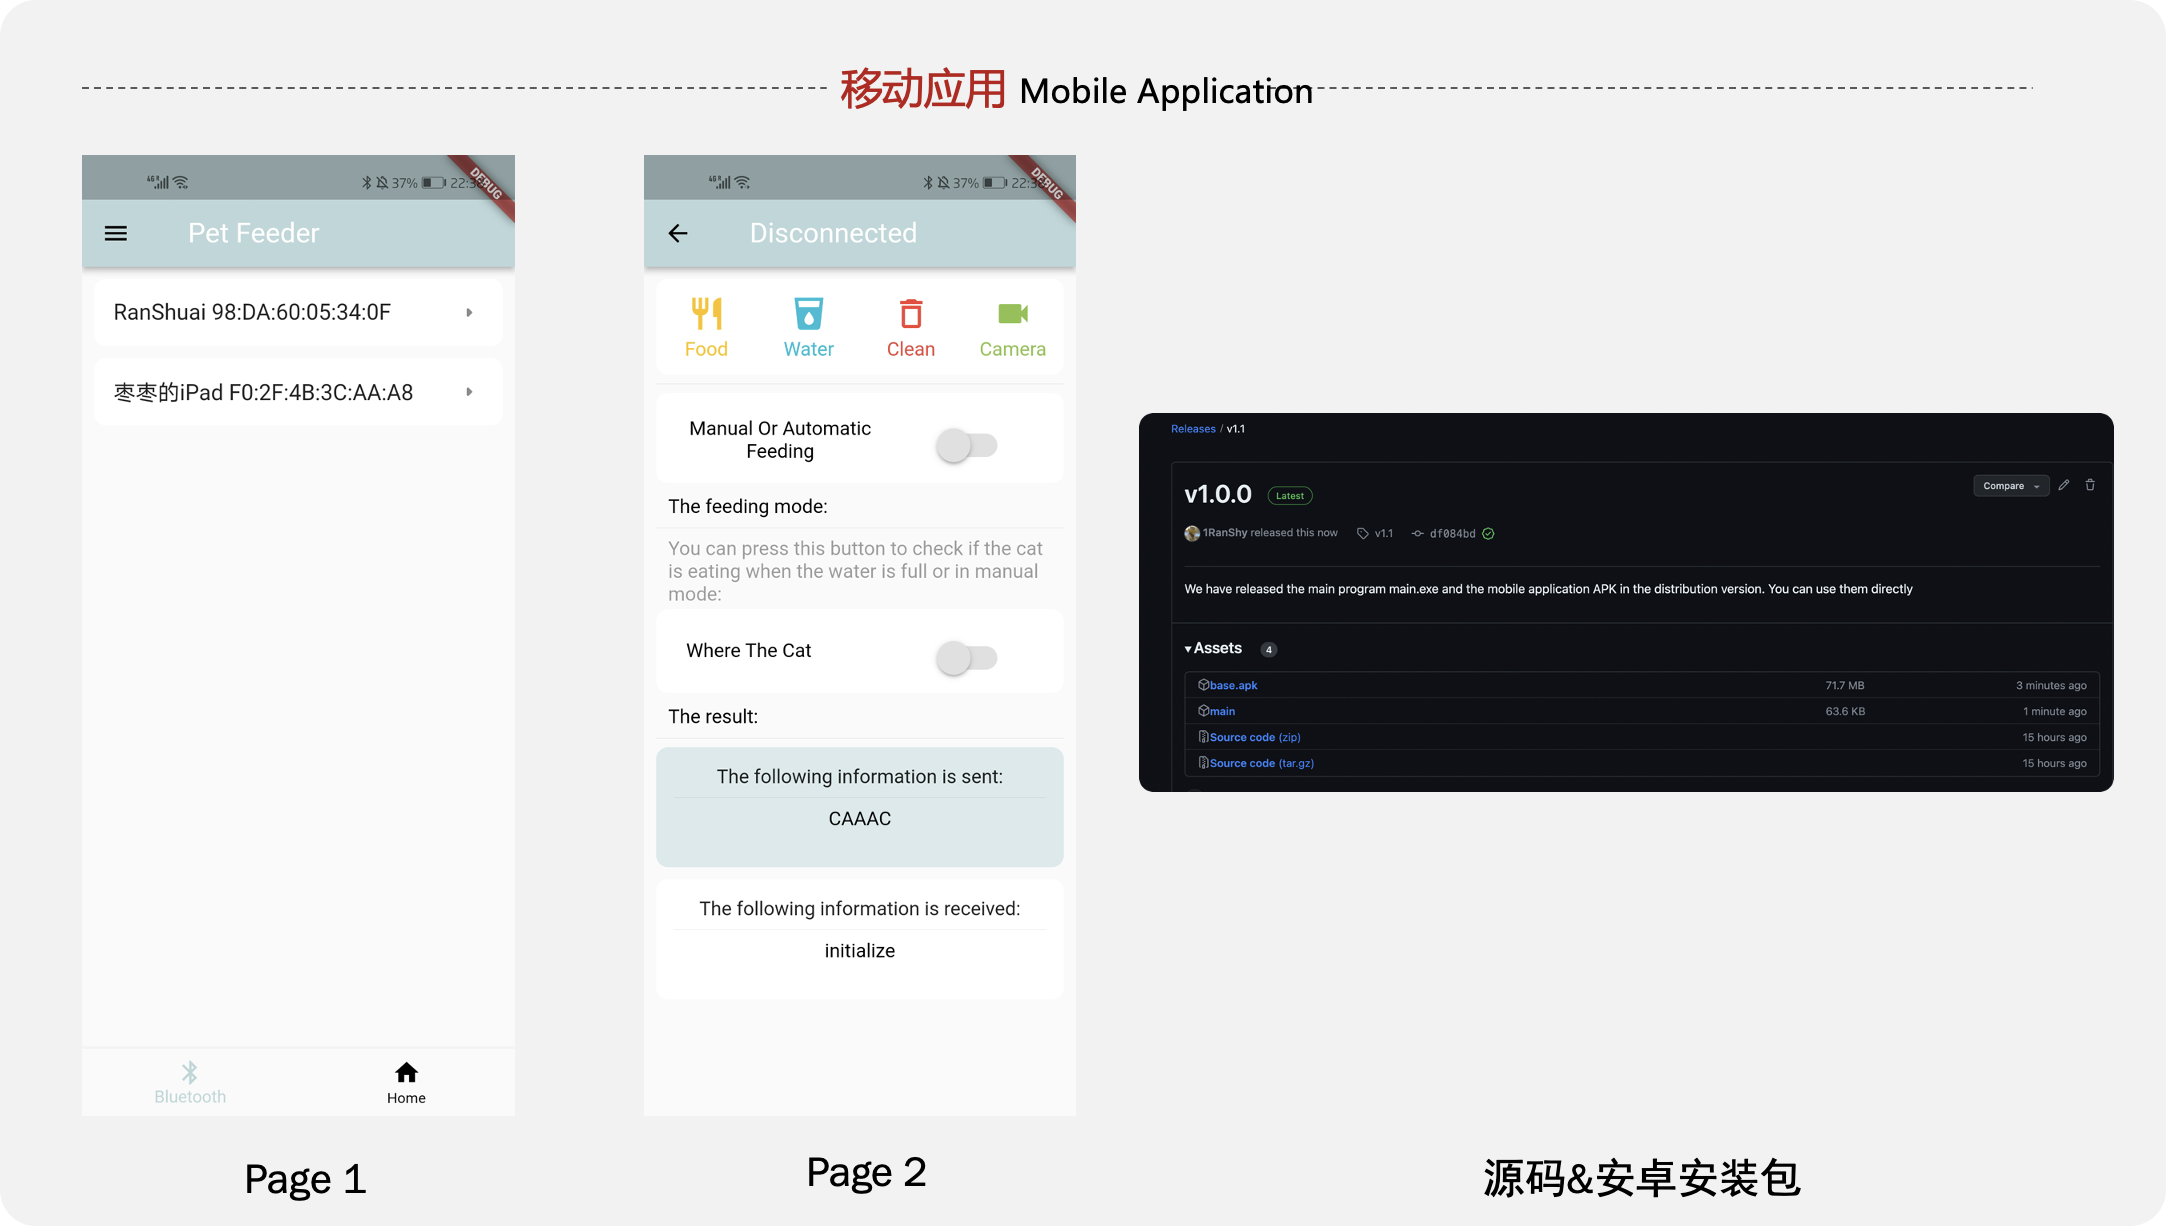 移动应用 Mobile Application
37% 22:3
DEBUG
Pet Feeder
RanShuai 98:DA:60:05:34:0F
枣枣的iPad F0:2F:4B:3C:AA:A8
Bluetooth
Home
Page 1
37% 22:3
DEBUG
Disconnected
Food Water Clean Camera
Manual Or Automatic
Feeding
The feeding mode:
You can press this button to check if the cat
is eating when the water is full or in manual
mode:
Where The Cat
The result:
The following information is sent:
CAAAC
The following information is received:
initialize
Page 2
Releases / v1.1
v1.0.0 Latest
Compare
1RanShy released this now v1.1 df084bd
We have released the main program main.exe and the mobile application APK in the distribution version. You can use them directly
Assets 4
base.apk 71.7 MB 3 minutes ago
main 63.6 KB 1 minute ago
Source code (zip) 15 hours ago
Source code (tar.gz) 15 hours ago
源码&安卓安装包